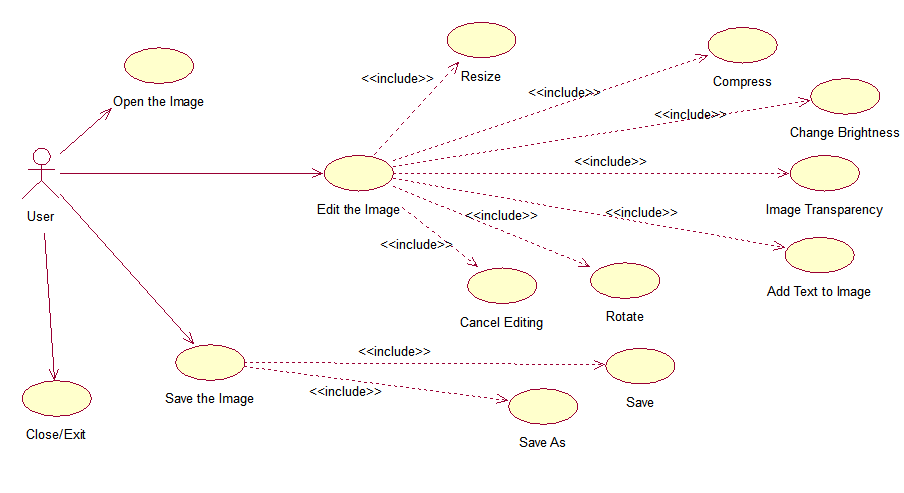 Resize
<<include>>
Compress
Open the Image
<<include>>
<<include>>
Change Brightness
<<include>>
User
Edit the Image
Image Transparency
<<include>>
<<include>>
<<include>>
Add Text to Image
Cancel Editing
Rotate
<<include>>
Save the Image
<<include>>
Save
Close/Exit
Save As